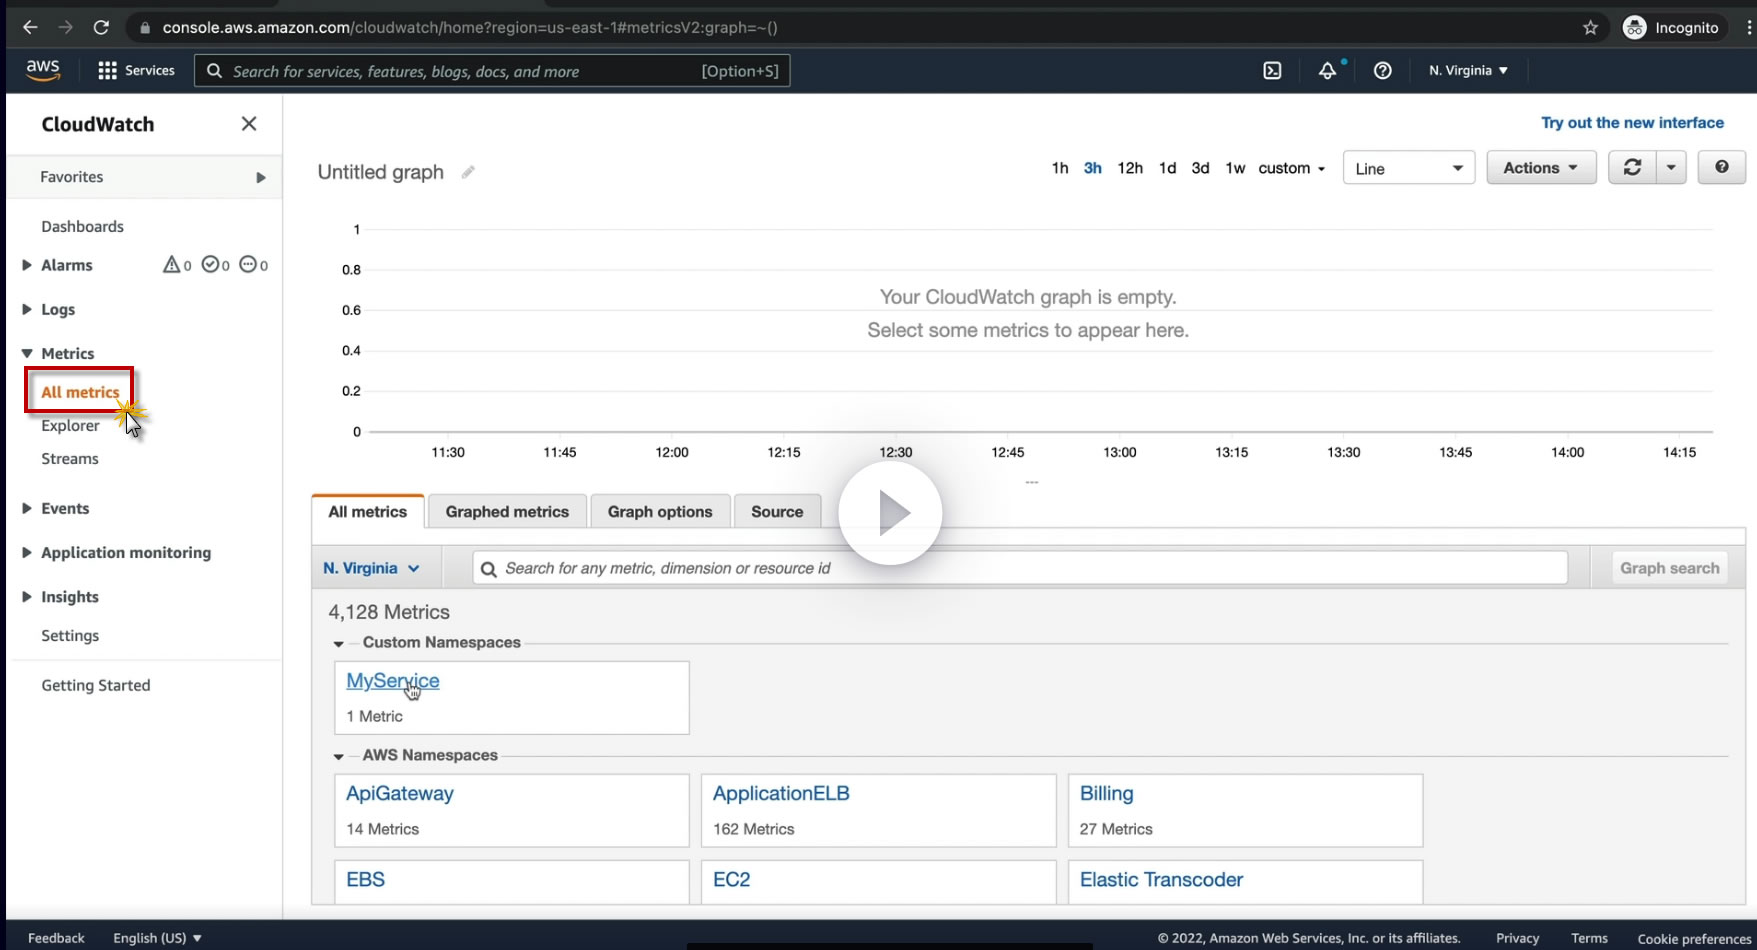 console.aws.amazon.com/cloudwatch/home?region=us-east-1#metricsV2:graph=~()
Incognito
aws
Services
Search for services, features, blogs, docs, and more
[Option+S]
N. Virginia
CloudWatch
Favorites
Dashboards
Alarms
0
0
0
Logs
Metrics
All metrics
Explorer
Streams
Events
Application monitoring
Insights
Settings
Getting Started
Try out the new interface
Untitled graph
1h 3h 12h 1d 3d 1w custom
Line
Actions
1
0.8
0.6
0.4
0.2
0
Your CloudWatch graph is empty.
Select some metrics to appear here.
11:30 11:45 12:00 12:15 12:30 12:45 13:00 13:15 13:30 13:45 14:00 14:15
All metrics
Graphed metrics
Graph options
Source
N. Virginia
Search for any metric, dimension or resource id
Graph search
4,128 Metrics
Custom Namespaces
MyService
1 Metric
AWS Namespaces
ApiGateway
14 Metrics
ApplicationELB
162 Metrics
Billing
27 Metrics
EBS
EC2
Elastic Transcoder
Feedback
English (US)
© 2022, Amazon Web Services, Inc. or its affiliates.
Privacy
Terms
Cookie preferences